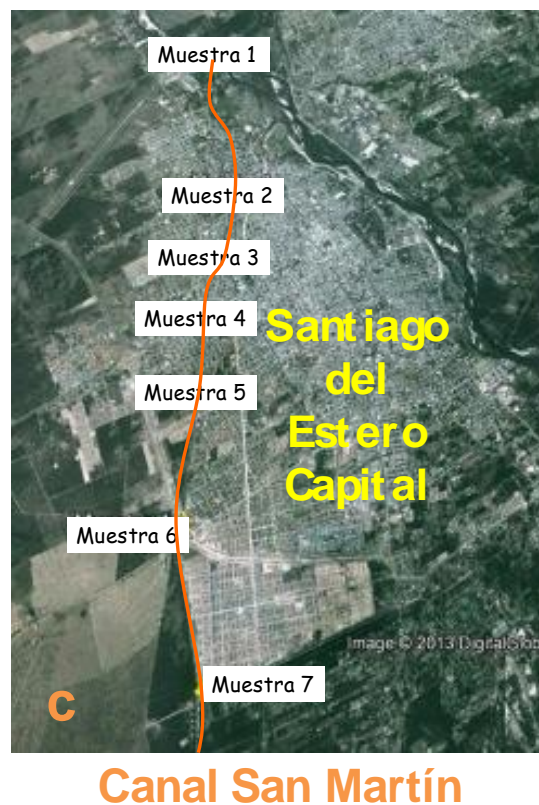 Muestra 1
Muestra 2
Muestra 3
Muestra 4
Santiago
del
Estero
Capital
Muestra 5
Muestra 6
Image © 2013 DigitalGlob
Muestra 7
C
Canal San Martín